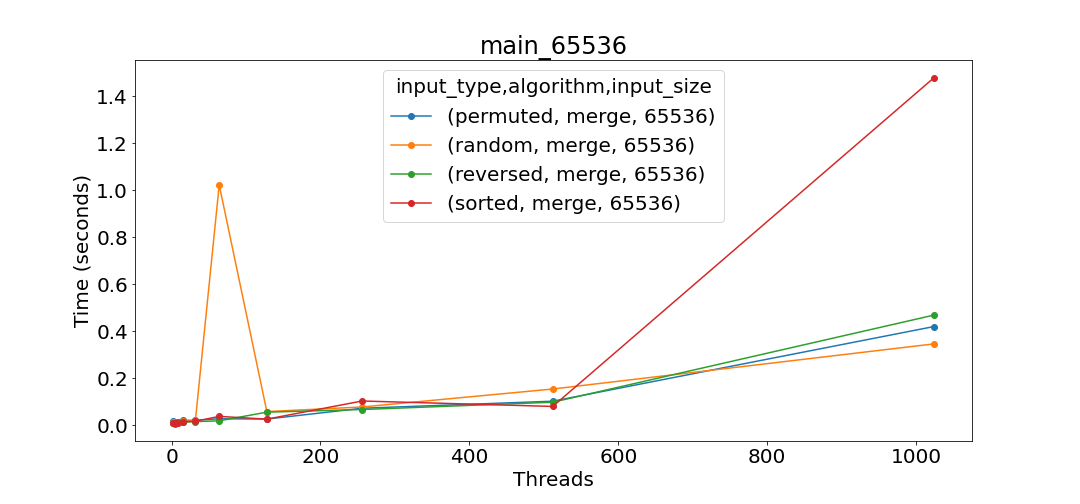 main_65536
input_type,algorithm,input_size
(permuted, merge, 65536)
(random, merge, 65536)
(reversed, merge, 65536)
(sorted, merge, 65536)
Time (seconds)
1.4
1.2
1.0
0.8
0.6
0.4
0.2
0.0
0 200 400 600 800 1000
Threads